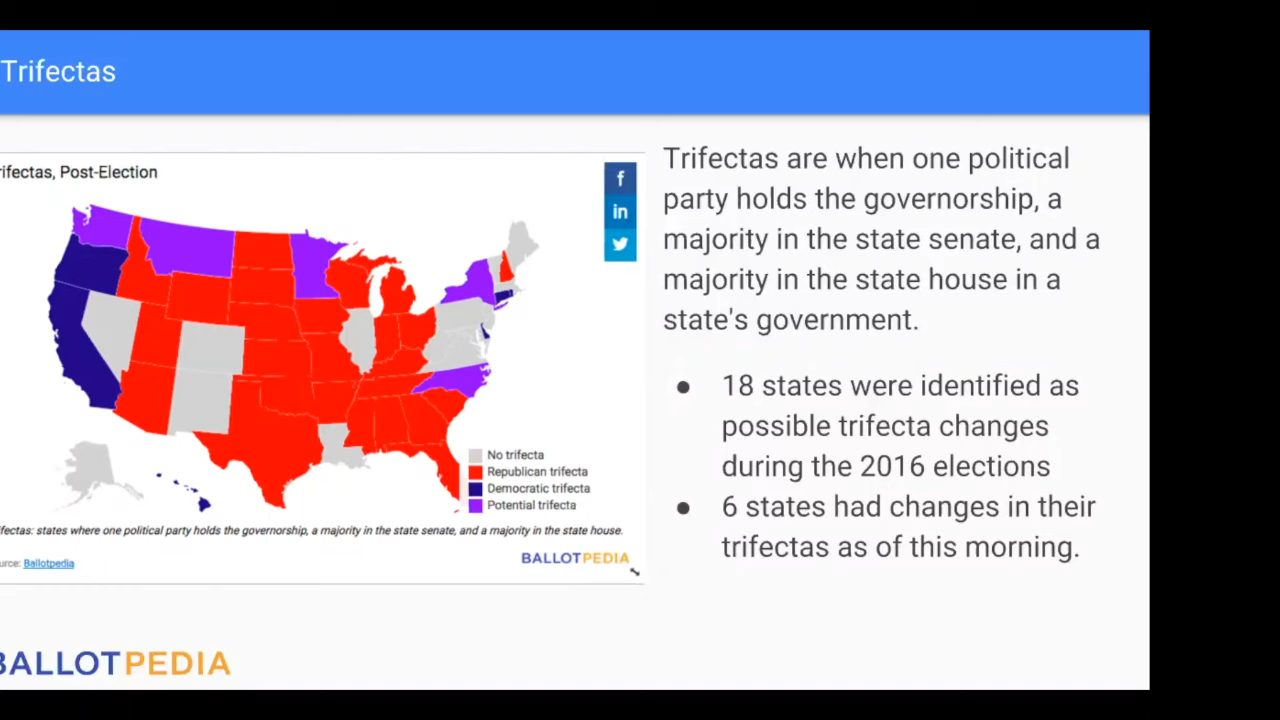 Trifectas
rifectas, Post-Election
f
in
No trifecta
Republican trifecta
Democratic trifecta
Potential trifecta
fectas: states where one political party holds the governorship, a majority in the state senate, and a majority in the state house.
urce: Ballotpedia
BALLOTPEDIA
Trifectas are when one political
party holds the governorship, a
majority in the state senate, and a
majority in the state house in a
state's government.
● 18 states were identified as
possible trifecta changes
during the 2016 elections
● 6 states had changes in their
trifectas as of this morning.
BALLOTPEDIA